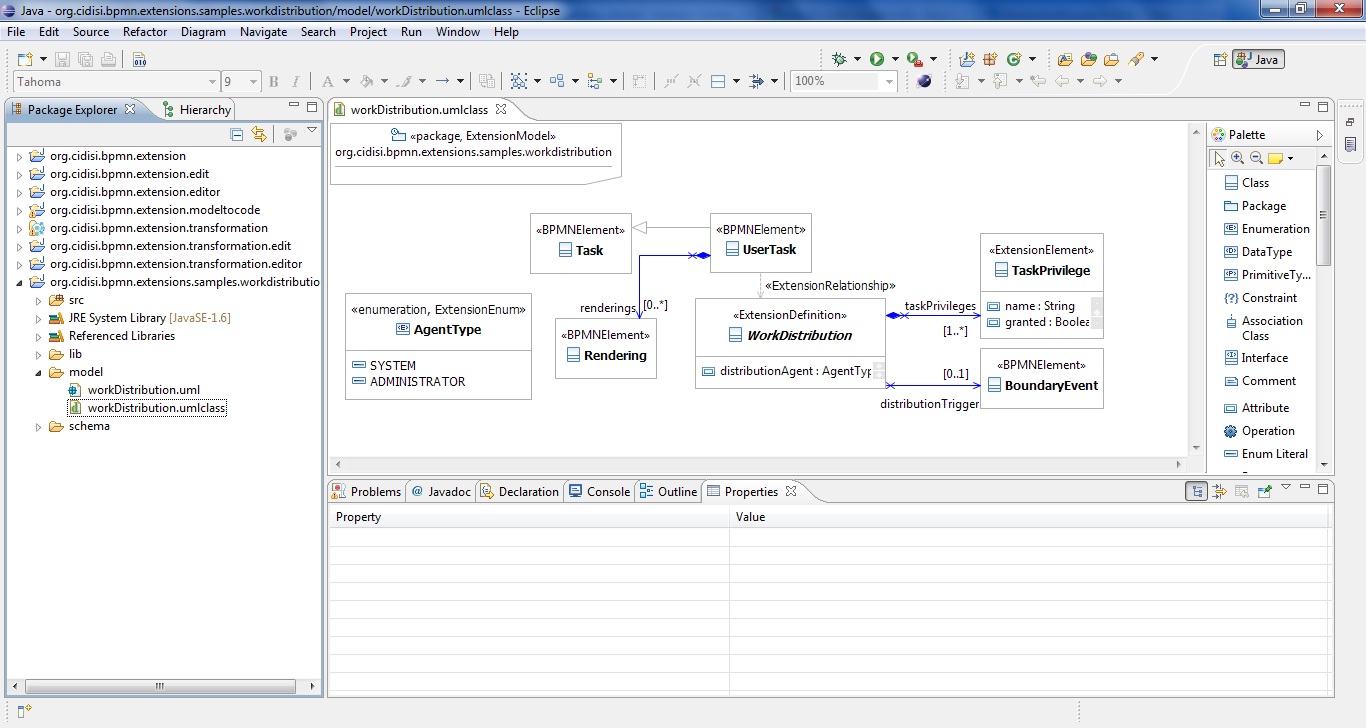 Java - org.cidisi.bpmn.extensions.samples.workdistribution/model/workDistribution.umlclass - Eclipse
File Edit Source Refactor Diagram Navigate Search Project Run Window Help
010
Java
Tahoma 9 B I A 100%
Package Explorer Hierarchy
org.cidisi.bpmn.extension
org.cidisi.bpmn.extension.edit
org.cidisi.bpmn.extension.editor
org.cidisi.bpmn.extension.modeltocode
org.cidisi.bpmn.extension.transformation
org.cidisi.bpmn.extension.transformation.edit
org.cidisi.bpmn.extension.transformation.editor
org.cidisi.bpmn.extensions.samples.workdistributio
src
JRE System Library [JavaSE-1.6]
Referenced Libraries
lib
model
workDistribution.uml
workDistribution.umlclass
schema
workDistribution.umlclass
«package, ExtensionModel»
org.cidisi.bpmn.extensions.samples.workdistribution
«BPMNElement»
Task
«BPMNElement»
UserTask
«ExtensionElement»
TaskPrivilege
name : String
granted : Boolea
«ExtensionRelationship»
«enumeration, ExtensionEnum»
AgentType
SYSTEM
ADMINISTRATOR
renderings
[0..*]
«BPMNElement»
Rendering
«ExtensionDefinition»
WorkDistribution
distributionAgent : AgentTyp
taskPrivileges
[1..*]
[0..1]
distributionTrigger
«BPMNElement»
BoundaryEvent
Palette
Class
Package
Enumeration
DataType
PrimitiveTy...
Constraint
Association
Class
Interface
Comment
Attribute
Operation
Enum Literal
Problems @ Javadoc Declaration Console Outline Properties
Property Value